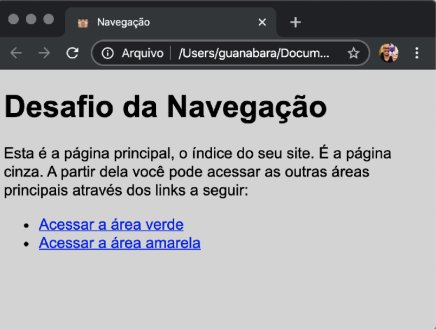 Navegação
Arquivo | /Users/guanabara/Docum...
Desafio da Navegação
Esta é a página principal, o índice do seu site. É a página
cinza. A partir dela você pode acessar as outras áreas
principais através dos links a seguir:
• Acessar a área verde
• Acessar a área amarela